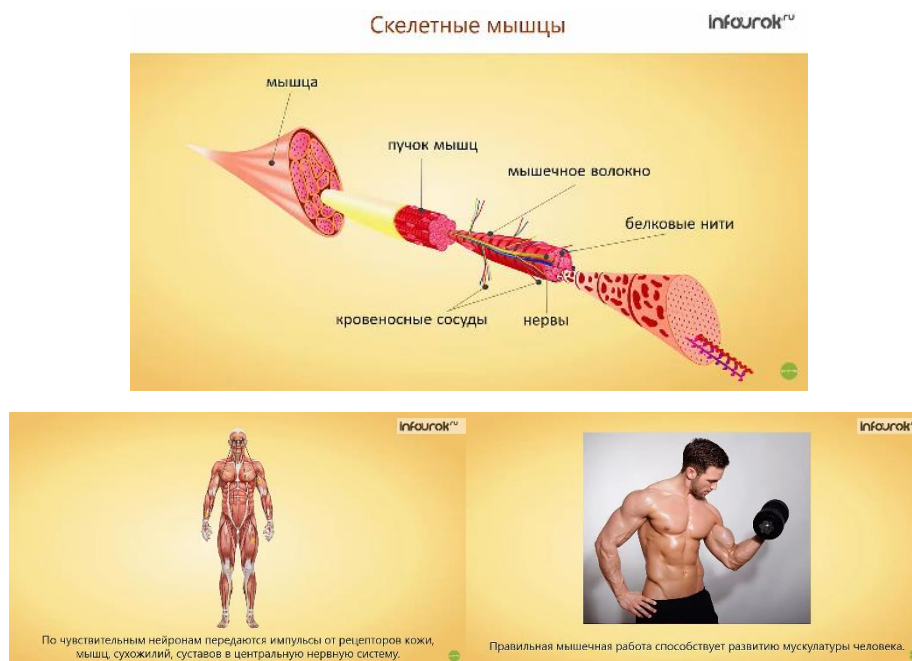 Скелетные мышцы
infourok.ru
мышца
пучок мышц
мышечное волокно
белковые нити
кровеносные сосуды
нервы
infourok.ru
По чувствительным нейронам передаются импульсы от рецепторов кожи,
мышц, сухожилий, суставов в центральную нервную систему.
infourok
Правильная мышечная работа способствует развитию мускулатуры человека.